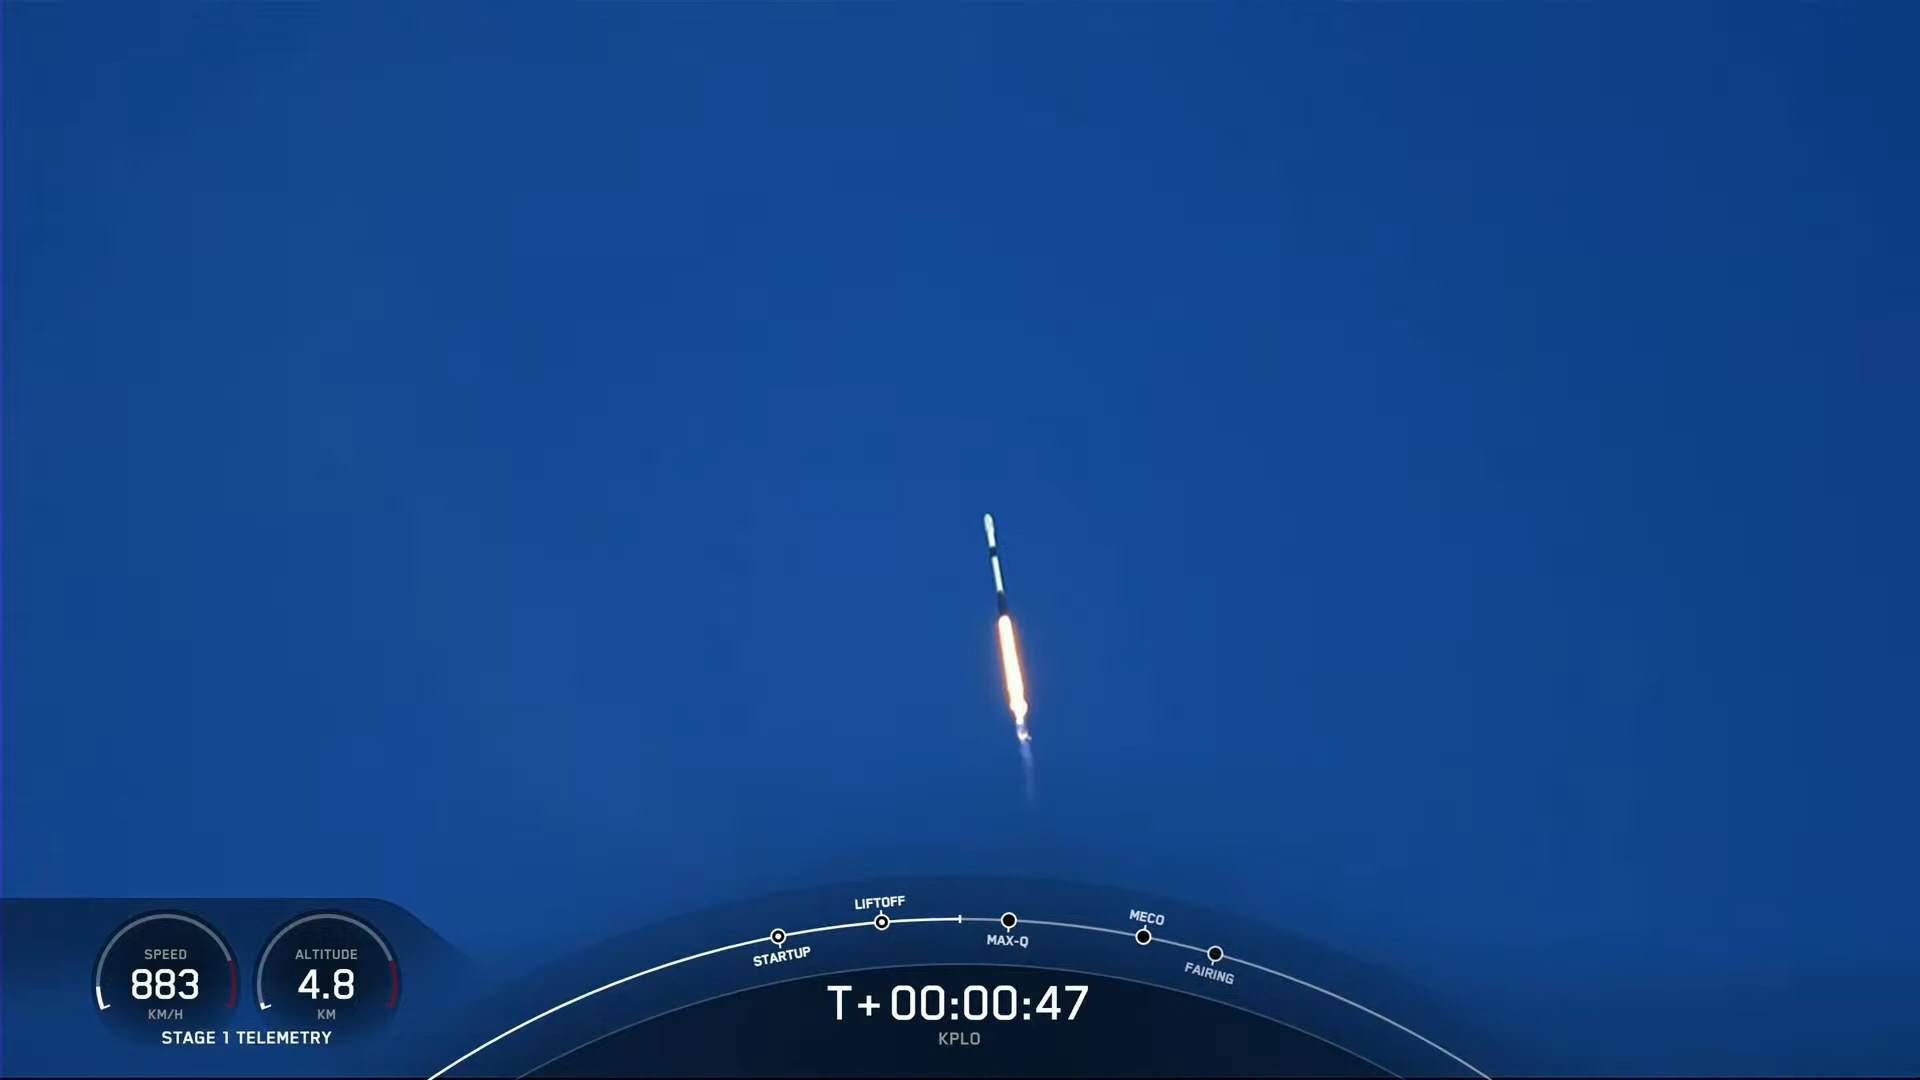 LIFTOFF
MECO
STARTUP
MAX-Q
FAIRING
SPEED
883
KM/H
ALTITUDE
4.8
KM
STAGE 1 TELEMETRY
T+00:00:47
KPLO